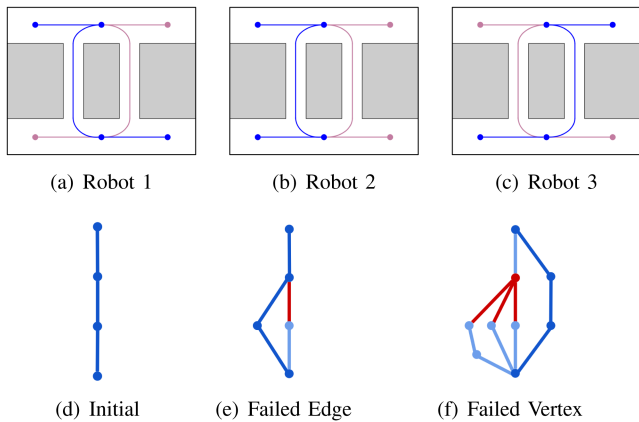 (a) Robot 1
(b) Robot 2
(c) Robot 3
(d) Initial
(e) Failed Edge
(f) Failed Vertex